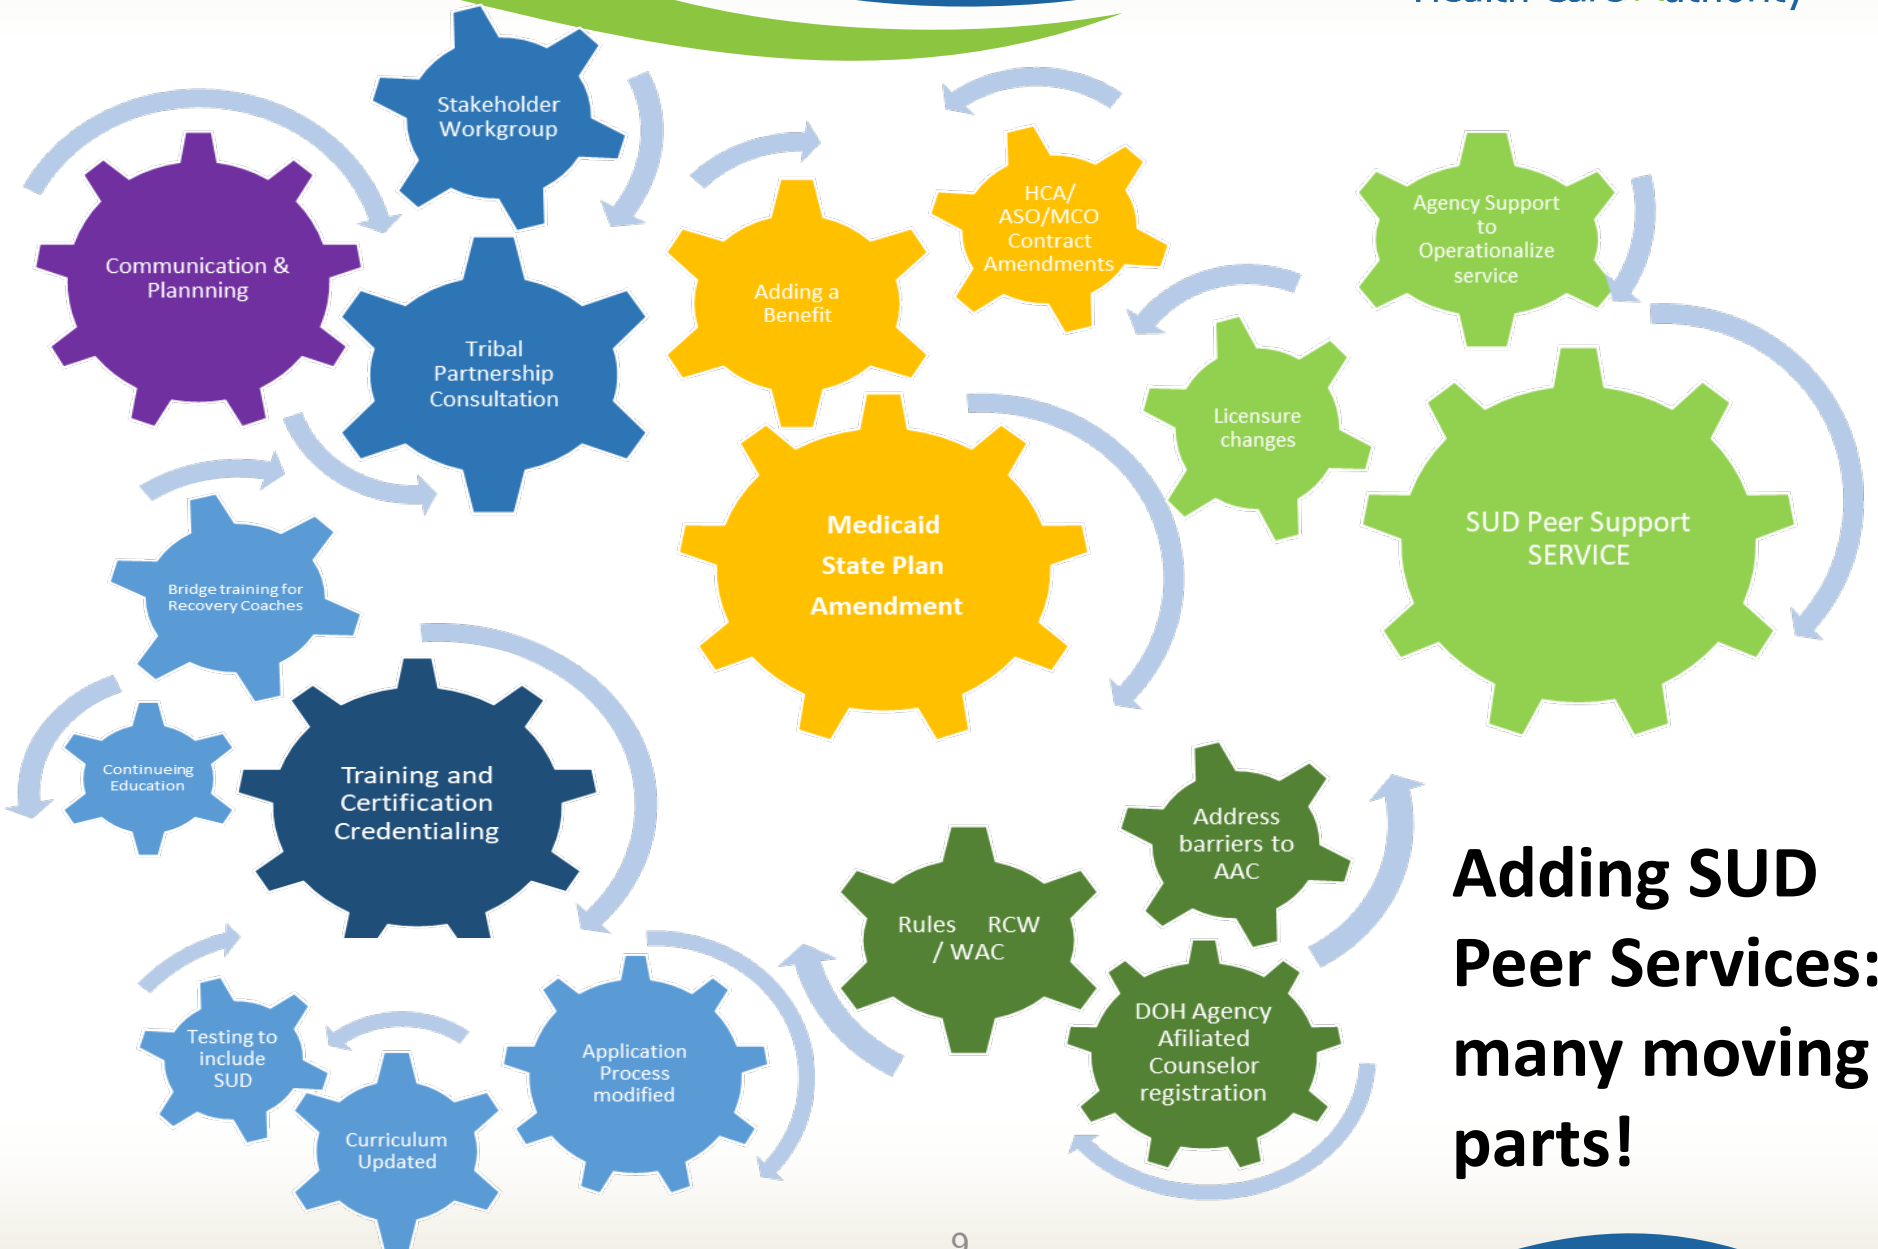 Health Care Authority
Stakeholder
Workgroup
Communication &
Plannning
Tribal
Partnership
Consultation
Adding a
Benefit
HCA/
ASO/MCO
Contract
Amendments
Agency Support
to
Operationalize
service
Licensure
changes
Medicaid
State Plan
Amendment
SUD Peer Support
SERVICE
Bridge training for
Recovery Coaches
Continueing
Education
Training and
Certification
Credentialing
Testing to
include
SUD
Curriculum
Updated
Application
Process
modified
Rules RCW
/ WAC
Address
barriers to
AAC
DOH Agency
Afiliated
Counselor
registration
Adding SUD
Peer Services:
many moving
parts!
9